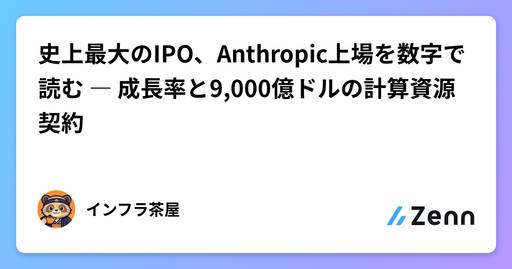 史上最大のIPO、Anthropic上場を数字で
読む ― 成長率と9,000億ドルの計算資源
契約
インフラ茶屋
Zenn